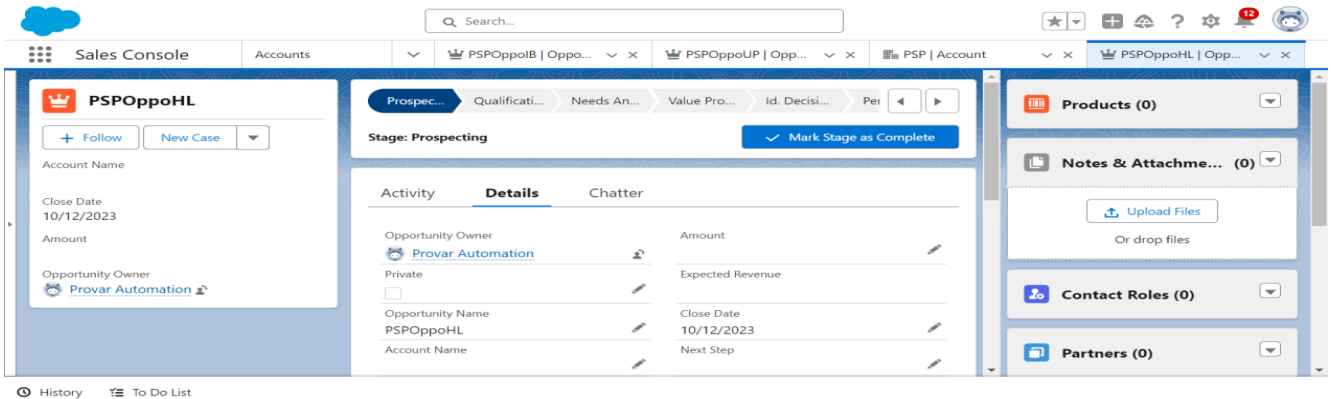 Search...
12
Sales Console
Accounts
PSPOppoIB | Oppo...
PSPOppoUP | Opp...
PSP | Account
PSPOppoHL | Opp...
PSPOppoHL
+ Follow
New Case
Account Name
Close Date
10/12/2023
Amount
Opportunity Owner
Provar Automation
Prospec...
Qualificati...
Needs An...
Value Pro...
Id. Decisi...
Stage: Prospecting
Mark Stage as Complete
Activity
Details
Chatter
Opportunity Owner
Provar Automation
Amount
Private
Expected Revenue
Opportunity Name
PSPOppoHL
Close Date
10/12/2023
Account Name
Next Step
Products (0)
Notes & Attachme... (0)
Upload Files
Or drop files
Contact Roles (0)
Partners (0)
History
To Do List